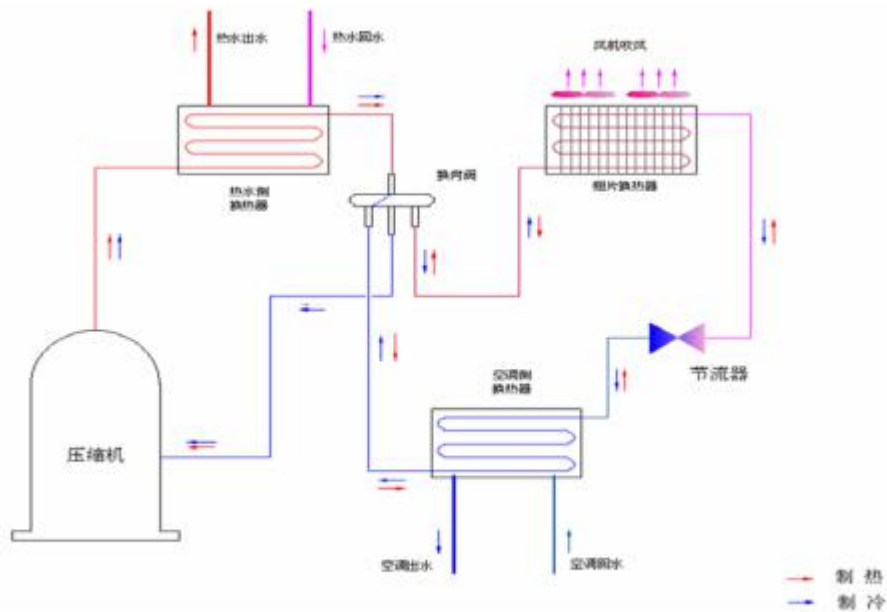 热水出水
热水回水
风机吹风
热水侧
换热器
换向阀
翅片换热器
空调侧
换热器
节流器
压缩机
空调出水
空调回水
制 热
制 冷